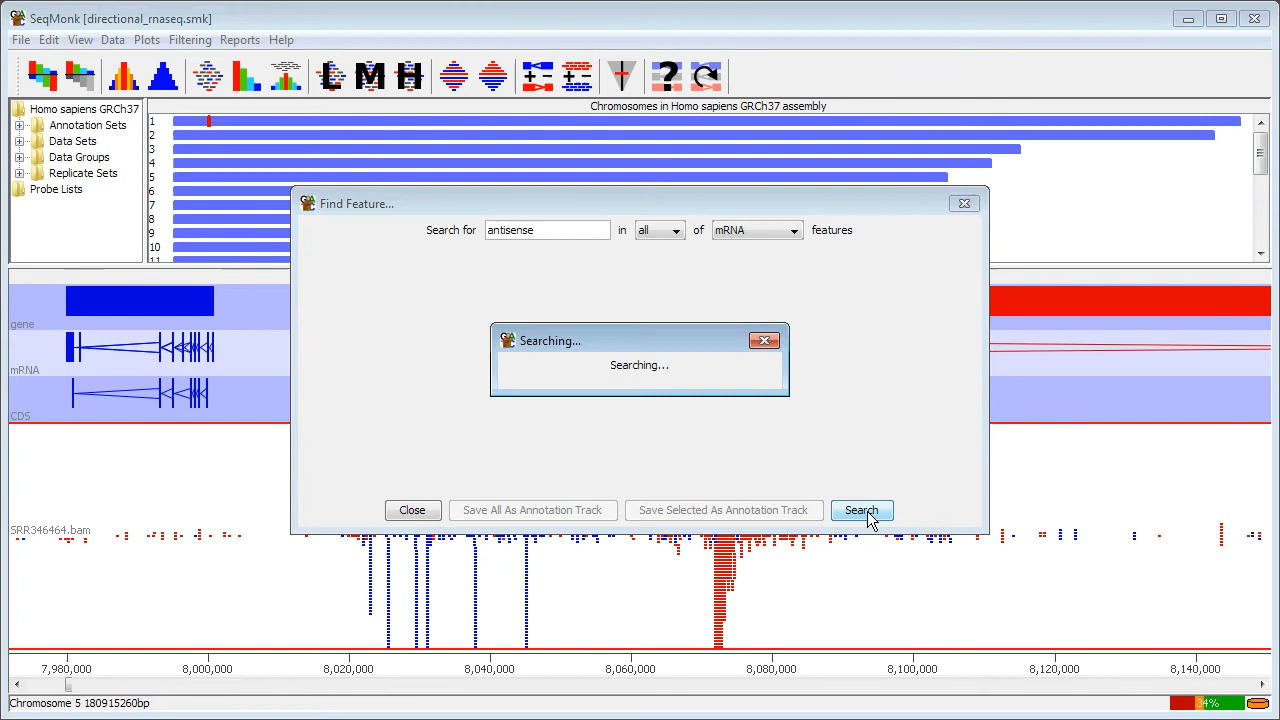 SeqMonk [directional_rnaseq.smk]
File Edit View Data Plots Filtering Reports Help
L M H
Homo sapiens GRCh37
Annotation Sets
Data Sets
Data Groups
Replicate Sets
Probe Lists
Chromosomes in Homo sapiens GRCh37 assembly
1
2
3
4
5
6
7
8
9
10
11
Find Feature...
Search for antisense in all of mRNA features
Searching...
Searching...
Close Save All As Annotation Track Save Selected As Annotation Track Search
gene
mRNA
CDS
SRR346464.bam
7,980,000 8,000,000 8,020,000 8,040,000 8,060,000 8,080,000 8,100,000 8,120,000 8,140,000
Chromosome 5 180915260bp 34%